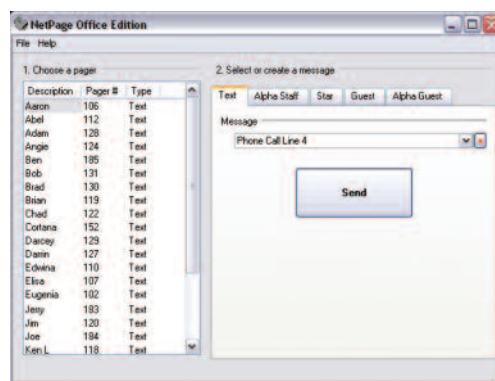 NetPage Office Edition
File Help
1. Choose a pager
Description Pager # Type
Aaron 106 Text
Abel 112 Text
Adam 128 Text
Angie 124 Text
Ben 185 Text
Bob 131 Text
Brad 130 Text
Brian 119 Text
Chad 122 Text
Cortana 152 Text
Darcey 129 Text
Darrin 127 Text
Edwina 110 Text
Elisa 107 Text
Eugenia 102 Text
Jerry 183 Text
Jim 120 Text
Joe 184 Text
Ken L 118 Text
2. Select or create a message
Text Alpha Staff Star Guest Alpha Guest
Message
Phone Call Line 4
Send